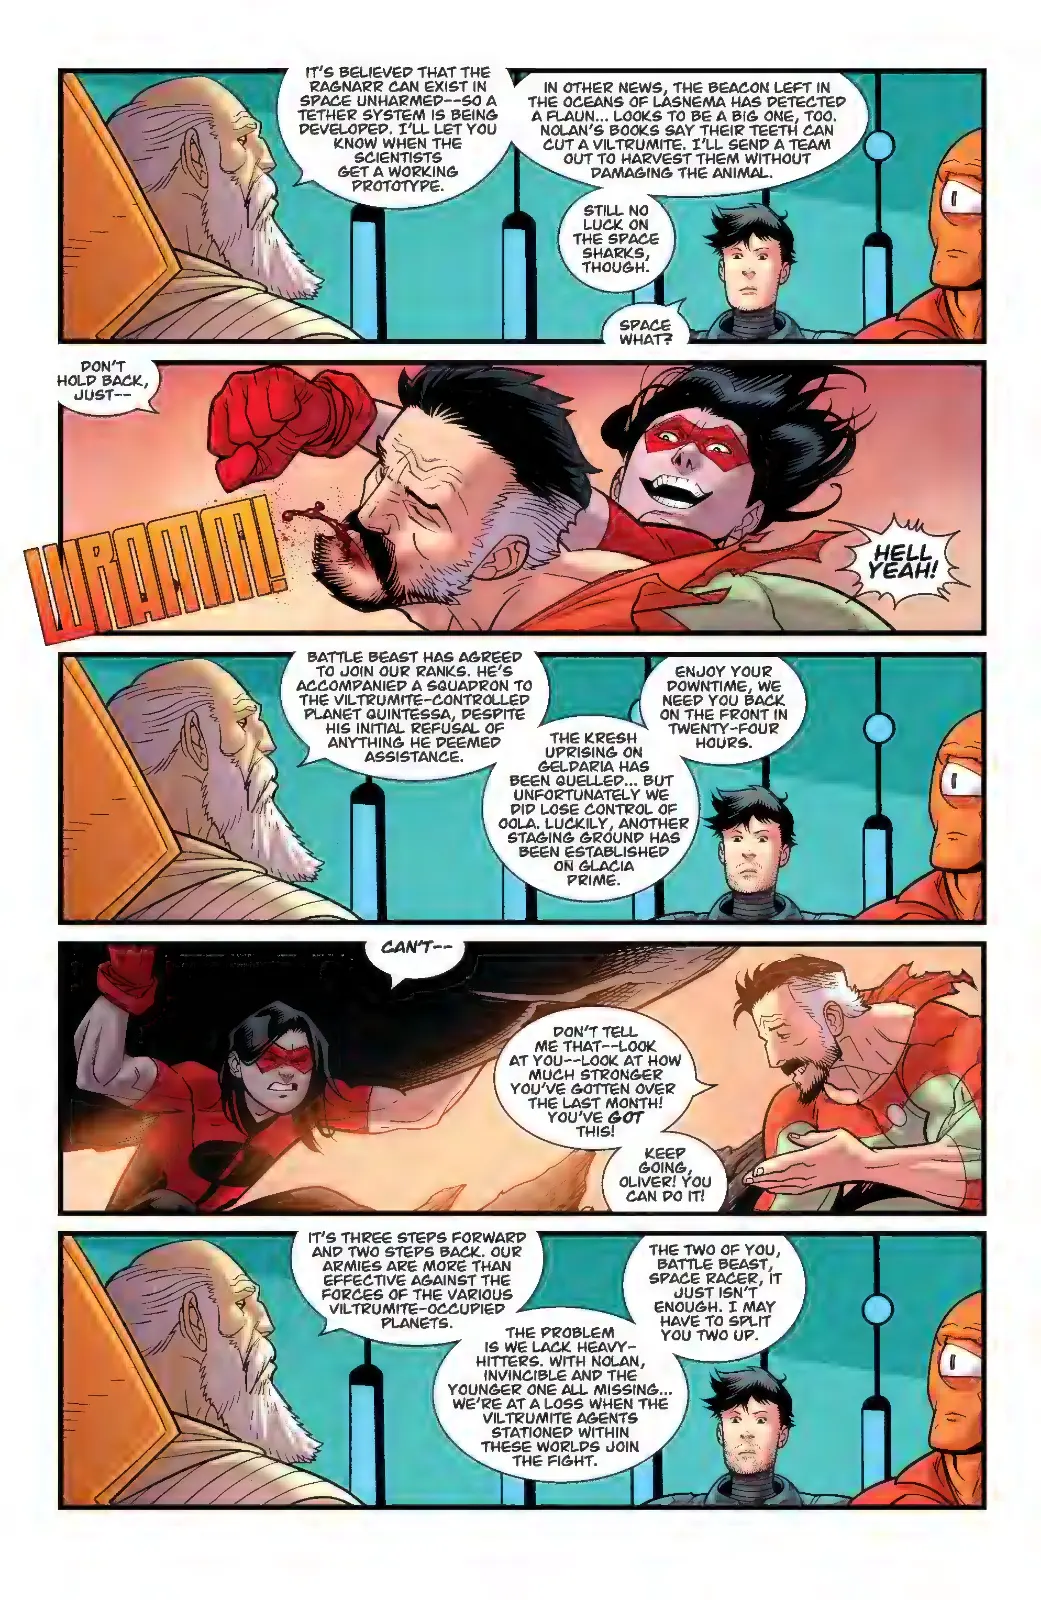 IT'S BELIEVED THAT THE
RAGNARR CAN EXIST IN
SPACE UNHARMED--SO A
TETHER SYSTEM IS BEING
DEVELOPED. I'LL LET YOU
KNOW WHEN THE
SCIENTISTS
GET A WORKING
PROTOTYPE.
IN OTHER NEWS, THE BEACON LEFT IN
THE OCEANS OF LASNEMA HAS DETECTED
A FLAUN... LOOKS TO BE A BIG ONE, TOO.
NOLAN'S BOOKS SAY THEIR TEETH CAN
CUT A VILTRUMITE. I'LL SEND A TEAM
OUT TO HARVEST THEM WITHOUT
DAMAGING THE ANIMAL.
STILL NO
LUCK ON
THE SPACE
SHARKS,
THOUGH.
SPACE
WHAT?
DON'T
HOLD BACK,
JUST--
WRAMM!
HELL
YEAH!
BATTLE BEAST HAS AGREED
TO JOIN OUR RANKS. HE'S
ACCOMPANIED A SQUADRON TO
THE VILTRUMITE-CONTROLLED
PLANET QUINTESSA, DESPITE
HIS INITIAL REFUSAL OF
ANYTHING HE DEEMED
ASSISTANCE.
THE KRESH
UPRISING ON
GELDARIA HAS
BEEN QUELLED... BUT
UNFORTUNATELY WE
DID LOSE CONTROL OF
OOLA. LUCKILY, ANOTHER
STAGING GROUND HAS
BEEN ESTABLISHED
ON GLACIA
PRIME.
ENJOY YOUR
DOWNTIME, WE
NEED YOU BACK
ON THE FRONT IN
TWENTY-FOUR
HOURS.
CAN'T--
DON'T TELL
ME THAT--LOOK
AT YOU--LOOK AT HOW
MUCH STRONGER
YOU'VE GOTTEN OVER
THE LAST MONTH!
YOU'VE GOT
THIS!
KEEP
GOING,
OLIVER! YOU
CAN DO IT!
IT'S THREE STEPS FORWARD
AND TWO STEPS BACK. OUR
ARMIES ARE MORE THAN
EFFECTIVE AGAINST THE
FORCES OF THE VARIOUS
VILTRUMITE-OCCUPIED
PLANETS.
THE PROBLEM
IS WE LACK HEAVY-
HITTERS. WITH NOLAN,
INVINCIBLE AND THE
YOUNGER ONE ALL MISSING...
WE'RE AT A LOSS WHEN THE
VILTRUMITE AGENTS
STATIONED WITHIN
THESE WORLDS JOIN
THE FIGHT.
THE TWO OF YOU,
BATTLE BEAST,
SPACE RACER, IT
JUST ISN'T
ENOUGH. I MAY
HAVE TO SPLIT
YOU TWO UP.